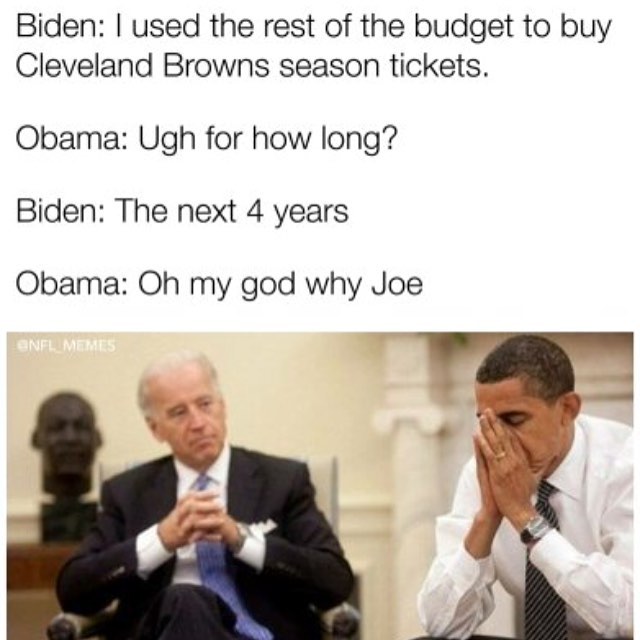 Biden: I used the rest of the budget to buy
Cleveland Browns season tickets.
Obama: Ugh for how long?
Biden: The next 4 years
Obama: Oh my god why Joe
@NFL_MEMES